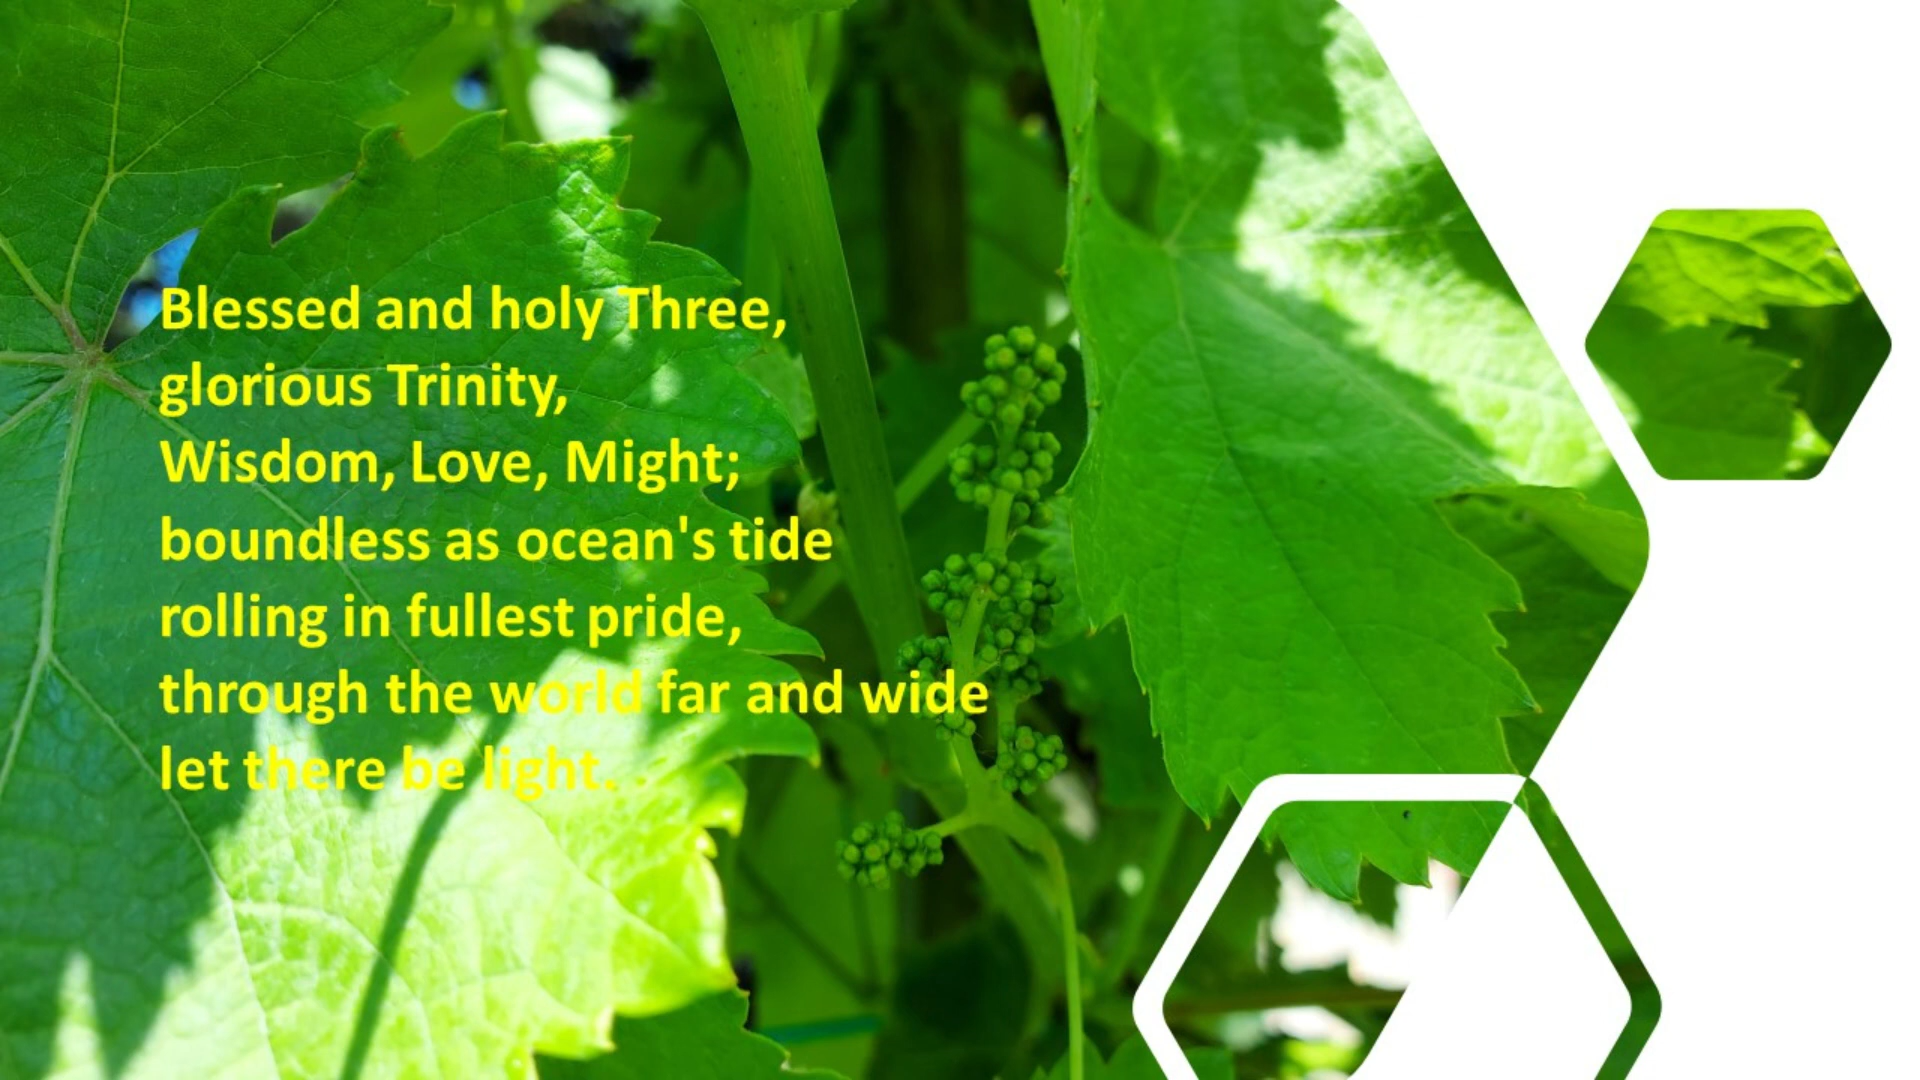 Blessed and holy Three,
glorious Trinity,
Wisdom, Love, Might;
boundless as ocean's tide
rolling in fullest pride,
through the world far and wide
let there be light.